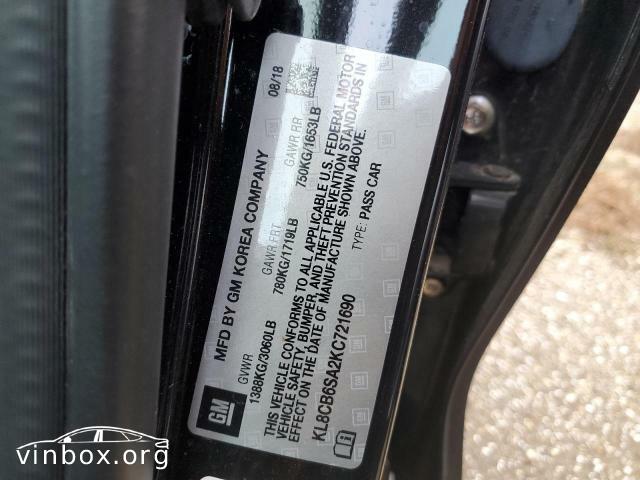 MFD BY GM KOREA COMPANY 08/18
GVWR GAWR FRT GAWR RR
1388KG/3060LB 780KG/1719LB 750KG/1653LB
THIS VEHICLE CONFORMS TO ALL APPLICABLE U.S. FEDERAL MOTOR
VEHICLE SAFETY, BUMPER, AND THEFT PREVENTION STANDARDS IN
EFFECT ON THE DATE OF MANUFACTURE SHOWN ABOVE.
KL8CB6SA2KC721690 TYPE: PASS CAR
GM
vinbox.org